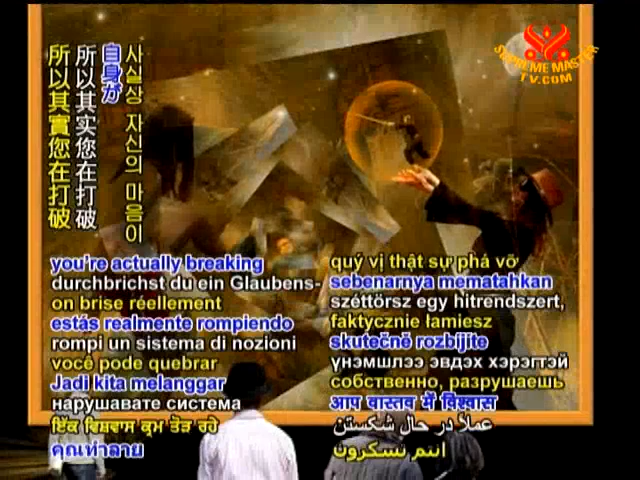 SUPREME MASTER
TV.COM
사실상 자신의 마음이
自身が
所以其实您在打破
所以其實您在打破
you're actually breaking
durchbrichst du ein Glaubens-
on brise réellement
estás realmente rompiendo
rompi un sistema di nozioni
você pode quebrar
Jadi kita melanggar
нарушавате система
ਇੱਕ ਵਿਸ਼ਵਾਸ ਕ੍ਰਮ ਤੋੜ ਰਹੇ
คุณทำลาย
quý vị thật sự phá vỡ
sebenarnya mematahkan
széttörsz egy hitrendszert,
faktycznie łamiesz
skutečně rozbíjíte
үнэмшлээ эвдэх хэрэгтэй
собственно, разрушаешь
आप वास्तव में विश्वास
عملاً در حال شکستن
انتم تكسرون